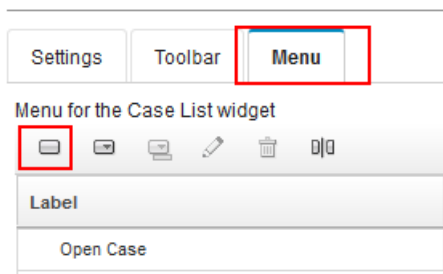 Settings Toolbar Menu
Menu for the Case List widget
Label
Open Case